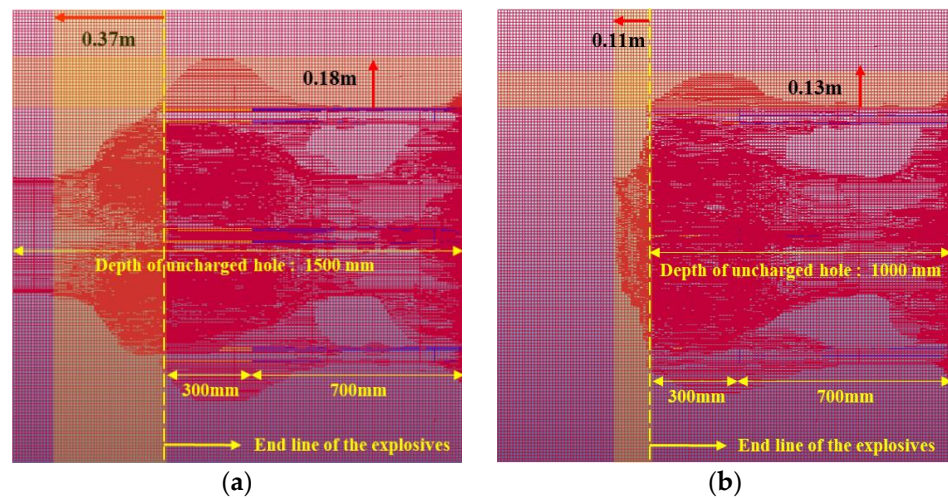 0.37m
0.18m
Depth of uncharged hole : 1500 mm
300mm
700mm
End line of the explosives
(a)
0.11m
0.13m
Depth of uncharged hole : 1000 mm
300mm
700mm
End line of the explosives
(b)